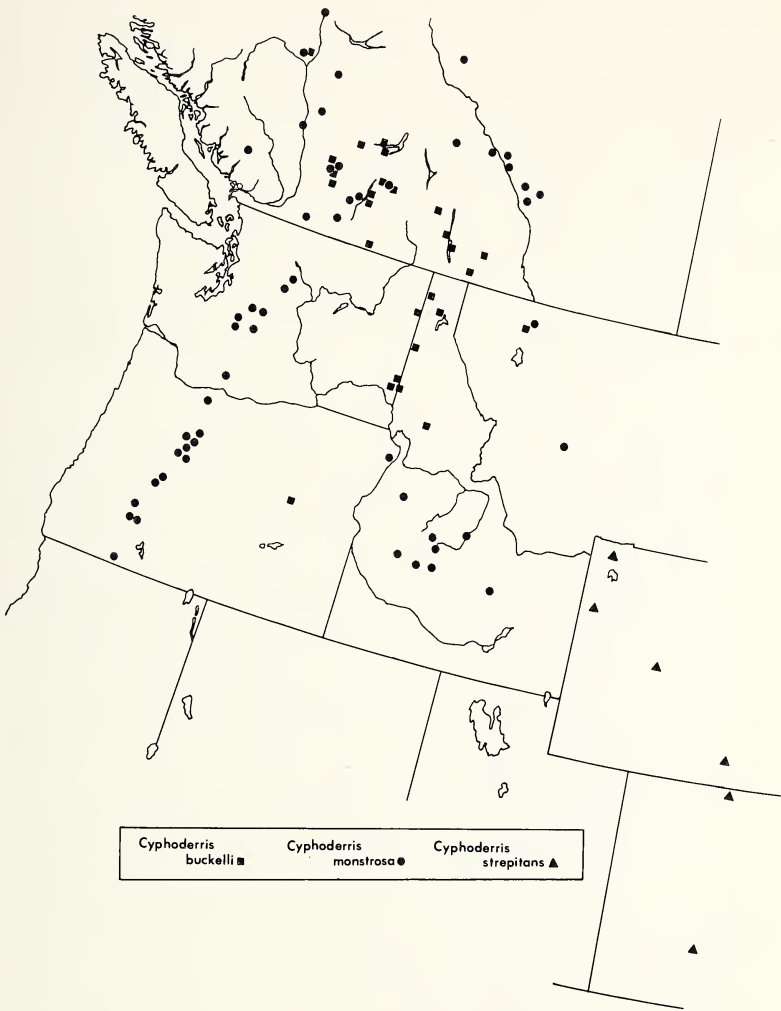 Cyphoderris
buckelli ■
Cyphoderris
monstrosa ●
Cyphoderris
strepitans ▲